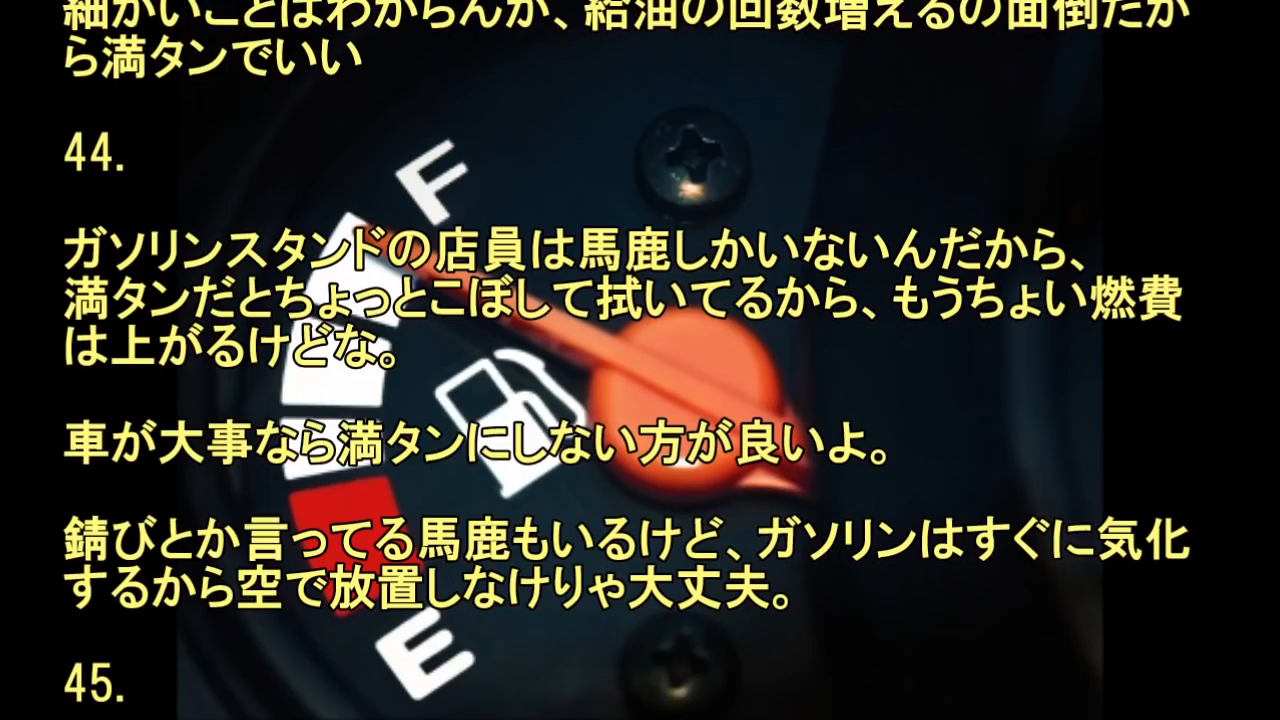 細かいことはわからんが、給油の回数増えるの面倒だか
ら満タンでいい
44.
F
ガソリンスタンドの店員は馬鹿しかいないんだから、
満タンだとちょっとこぼして拭いてるから、もうちょい燃費
は上がるけどな。
車が大事なら満タンにしない方が良いよ。
錆びとか言ってる馬鹿もいるけど、ガソリンはすぐに気化
するから空で放置しなけりゃ大丈夫。
E
45.